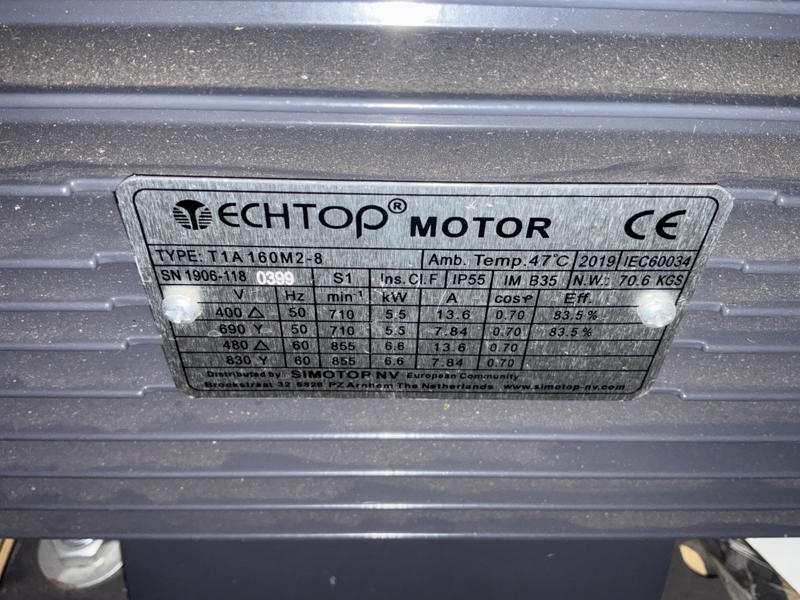 TECHTOP® MOTOR CE
TYPE: T1A 160M2-8 Amb. Temp. 47°C 2019 IEC60034
SN 1906-118 0399 S1 Ins. Cl. F IP55 IM B35 N.W.: 70.6 KGS
V Hz min⁻¹ kW A cosφ Eff.
400 △ 50 710 5.5 13.6 0.70 83.5%
690 Y 50 710 5.5 7.84 0.70 83.5%
480 △ 60 855 6.6 13.6 0.70
830 Y 60 855 6.6 7.84 0.70
Distributed by SIMOTOP NV European Community
Brookstraat 32 6828 PZ Arnhem The Netherlands www.simotop-nv.com